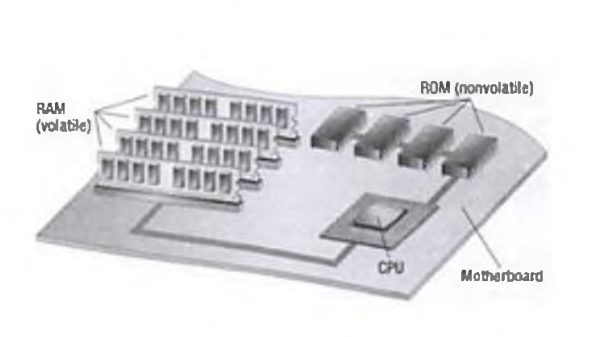 RAM
(volatile)
ROM (nonvolatile)
CPU
Motherboard